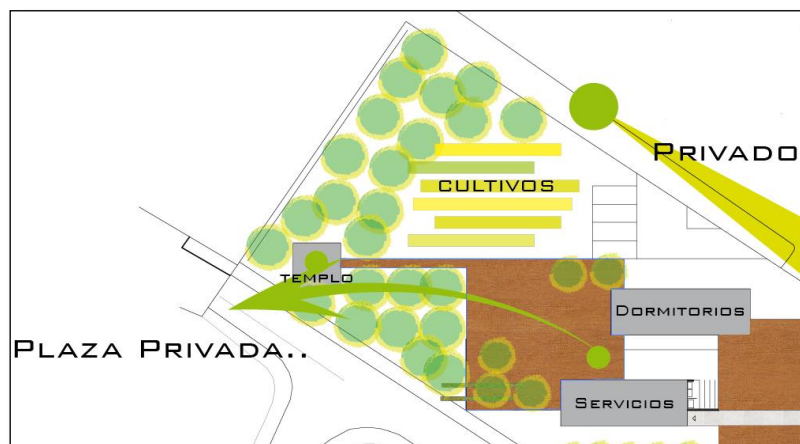 PRIVADO
CULTIVOS
TEMPLO
DORMITORIOS
PLAZA PRIVADA..
SERVICIOS